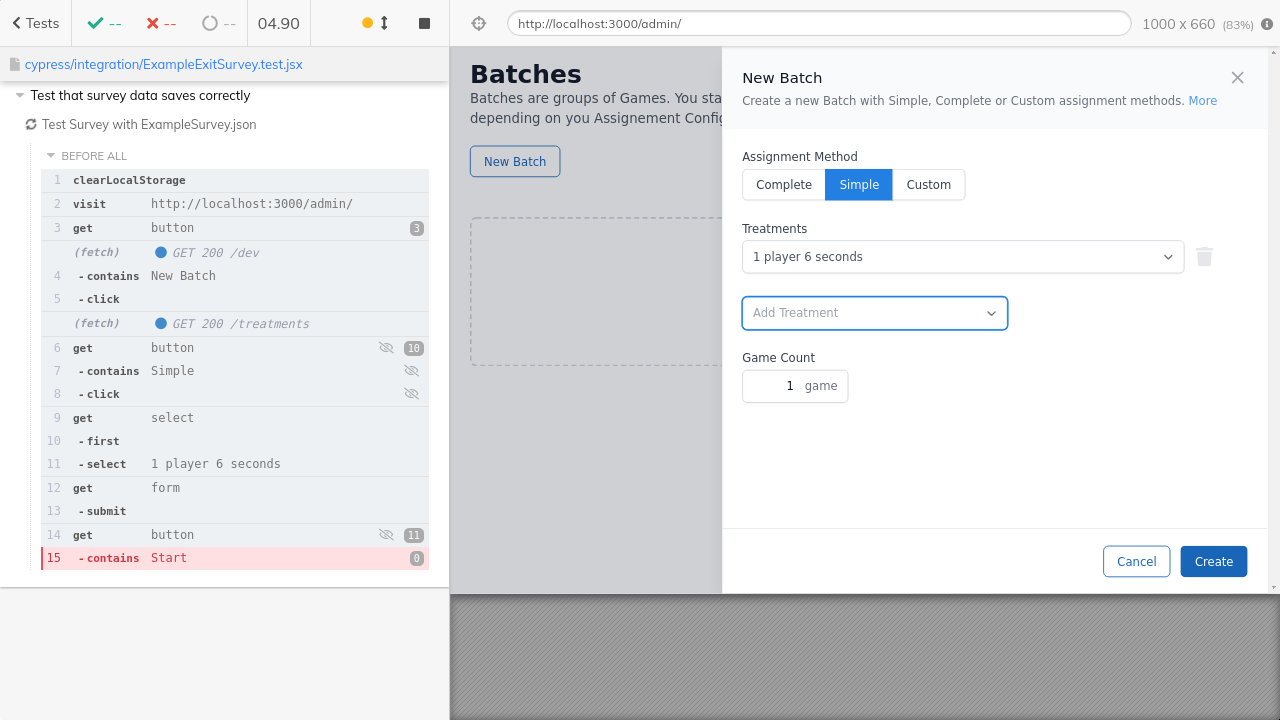 Tests -- -- -- 04.90
cypress/integration/ExampleExitSurvey.test.jsx
Test that survey data saves correctly
Test Survey with ExampleSurvey.json
BEFORE ALL
1 clearLocalStorage
2 visit http://localhost:3000/admin/
3 get button 3
(fetch) GET 200 /dev
4 - contains New Batch
5 - click
(fetch) GET 200 /treatments
6 get button 10
7 - contains Simple
8 - click
9 get select
10 - first
11 - select 1 player 6 seconds
12 get form
13 - submit
14 get button 11
15 - contains Start 0
http://localhost:3000/admin/ 1000 x 660 (83%)
Batches
Batches are groups of Games. You sta
depending on you Assignement Config
New Batch
New Batch
Create a new Batch with Simple, Complete or Custom assignment methods. More
Assignment Method
Complete Simple Custom
Treatments
1 player 6 seconds
Add Treatment
Game Count
1 game
Cancel Create